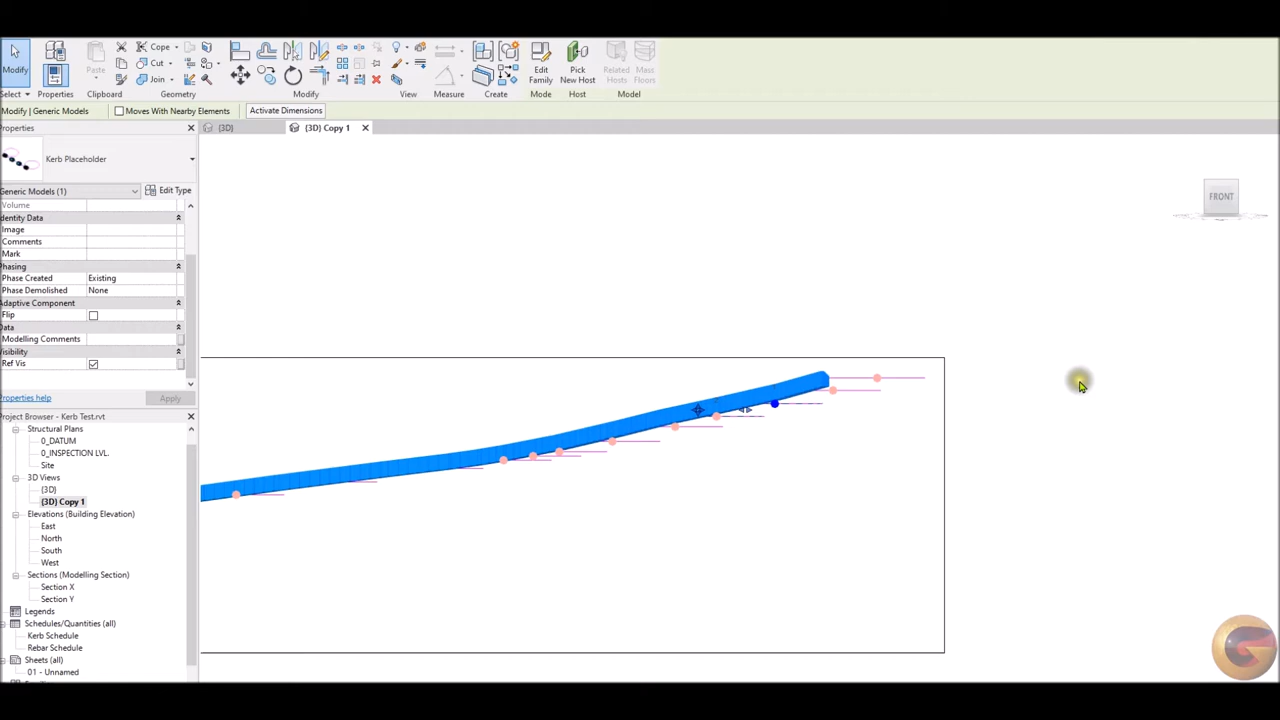 Modify
Select
Properties
Paste
Clipboard
Cope
Cut
Join
Geometry
Modify
View
Measure
Create
Edit
Family
Mode
Pick
New Host
Host
Related
Hosts
Mass
Floors
Model
Modify | Generic Models
Moves With Nearby Elements
Activate Dimensions
Properties
{3D}
{3D} Copy 1
Kerb Placeholder
Generic Models (1)
Edit Type
Volume
Identity Data
Image
Comments
Mark
Phasing
Phase Created Existing
Phase Demolished None
Adaptive Component
Flip
Data
Modelling Comments
Visibility
Ref Vis
Properties help
Apply
Project Browser - Kerb Test.rvt
Structural Plans
0_DATUM
0_INSPECTION LVL.
Site
3D Views
{3D}
{3D} Copy 1
Elevations (Building Elevation)
East
North
South
West
Sections (Modelling Section)
Section X
Section Y
Legends
Schedules/Quantities (all)
Kerb Schedule
Rebar Schedule
Sheets (all)
01 - Unnamed
FRONT